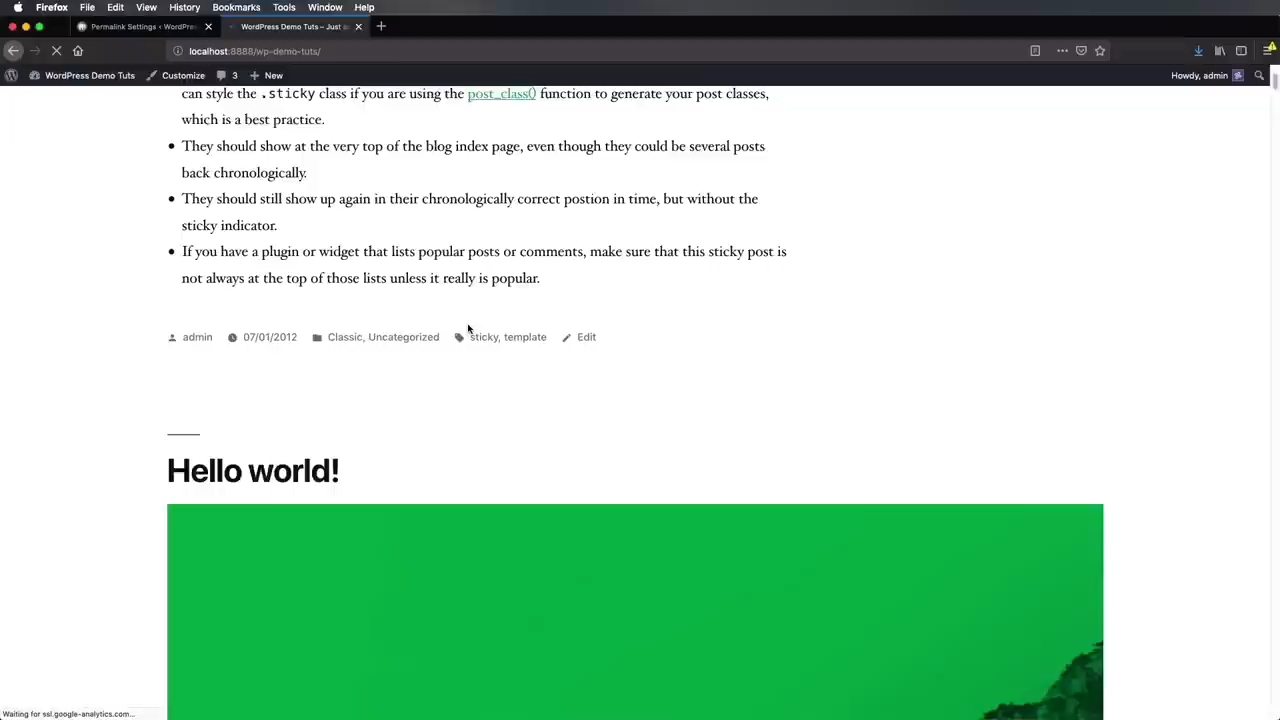 Firefox File Edit View History Bookmarks Tools Window Help
Permalink Settings ‹ WordPre
WordPress Demo Tuts – Just a
localhost:8888/wp-demo-tuts/
WordPress Demo Tuts Customize 3 New Howdy, admin
can style the .sticky class if you are using the post_class() function to generate your post classes,
which is a best practice.
They should show at the very top of the blog index page, even though they could be several posts
back chronologically.
They should still show up again in their chronologically correct postion in time, but without the
sticky indicator.
If you have a plugin or widget that lists popular posts or comments, make sure that this sticky post is
not always at the top of those lists unless it really is popular.
admin 07/01/2012 Classic, Uncategorized sticky, template Edit
Hello world!
Waiting for ssl.google-analytics.com...